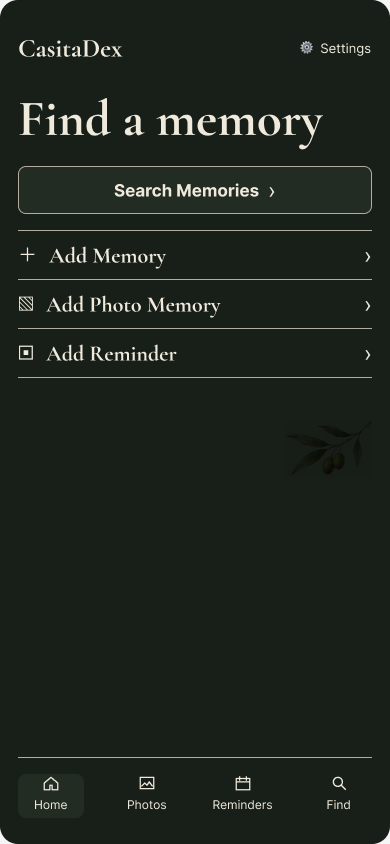 CasitaDex
Settings
Find a memory
Search Memories ›
Add Memory ›
Add Photo Memory ›
Add Reminder ›
Home
Photos
Reminders
Find